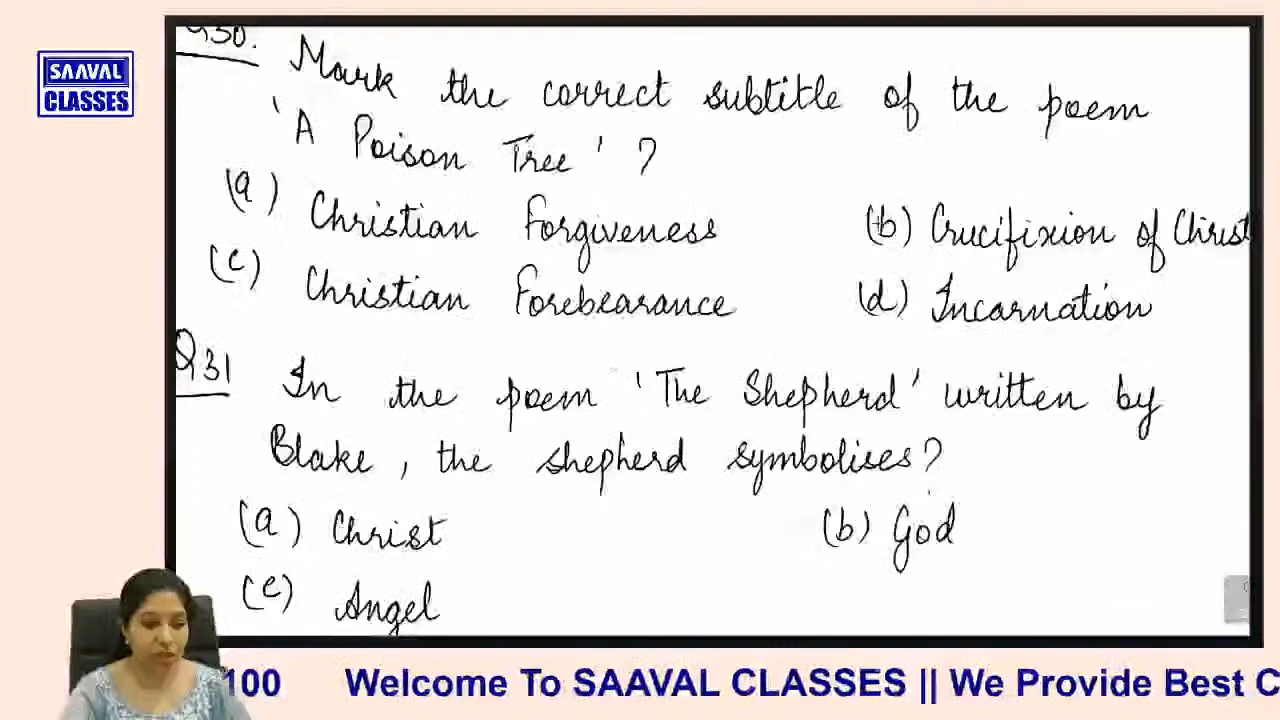 SAAVAL
CLASSES
Q30.
Mark the correct subtitle of the poem
'A Poison Tree' ?
(a) Christian Forgiveness (b) Crucifixion of Christ
(c) Christian Forebearance (d) Incarnation
Q31 In the poem 'The Shepherd' written by
Blake, the shepherd symbolises?
(a) Christ (b) God
(c) Angel
100 Welcome To SAAVAL CLASSES || We Provide Best C